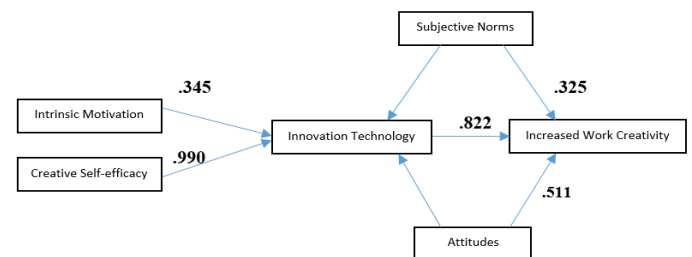 Subjective Norms
.345
.325
Intrinsic Motivation
Innovation Technology
.822
Increased Work Creativity
.990
Creative Self-efficacy
.511
Attitudes